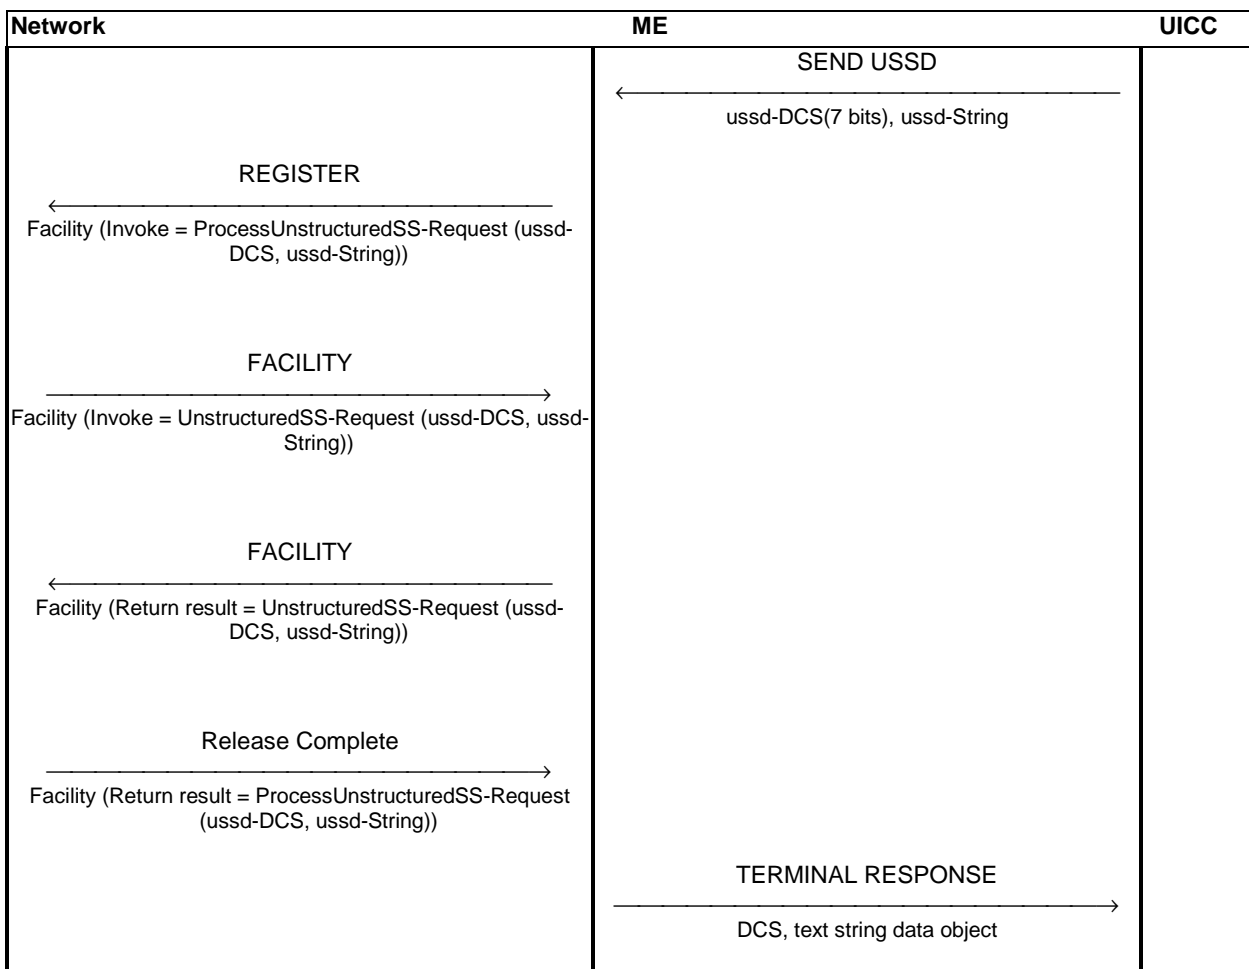 Network ME UICC
SEND USSD
ussd-DCS(7 bits), ussd-String
REGISTER
Facility (Invoke = ProcessUnstructuredSS-Request (ussd-
DCS, ussd-String))
FACILITY
Facility (Invoke = UnstructuredSS-Request (ussd-DCS, ussd-
String))
FACILITY
Facility (Return result = UnstructuredSS-Request (ussd-
DCS, ussd-String))
Release Complete
Facility (Return result = ProcessUnstructuredSS-Request
(ussd-DCS, ussd-String))
TERMINAL RESPONSE
DCS, text string data object